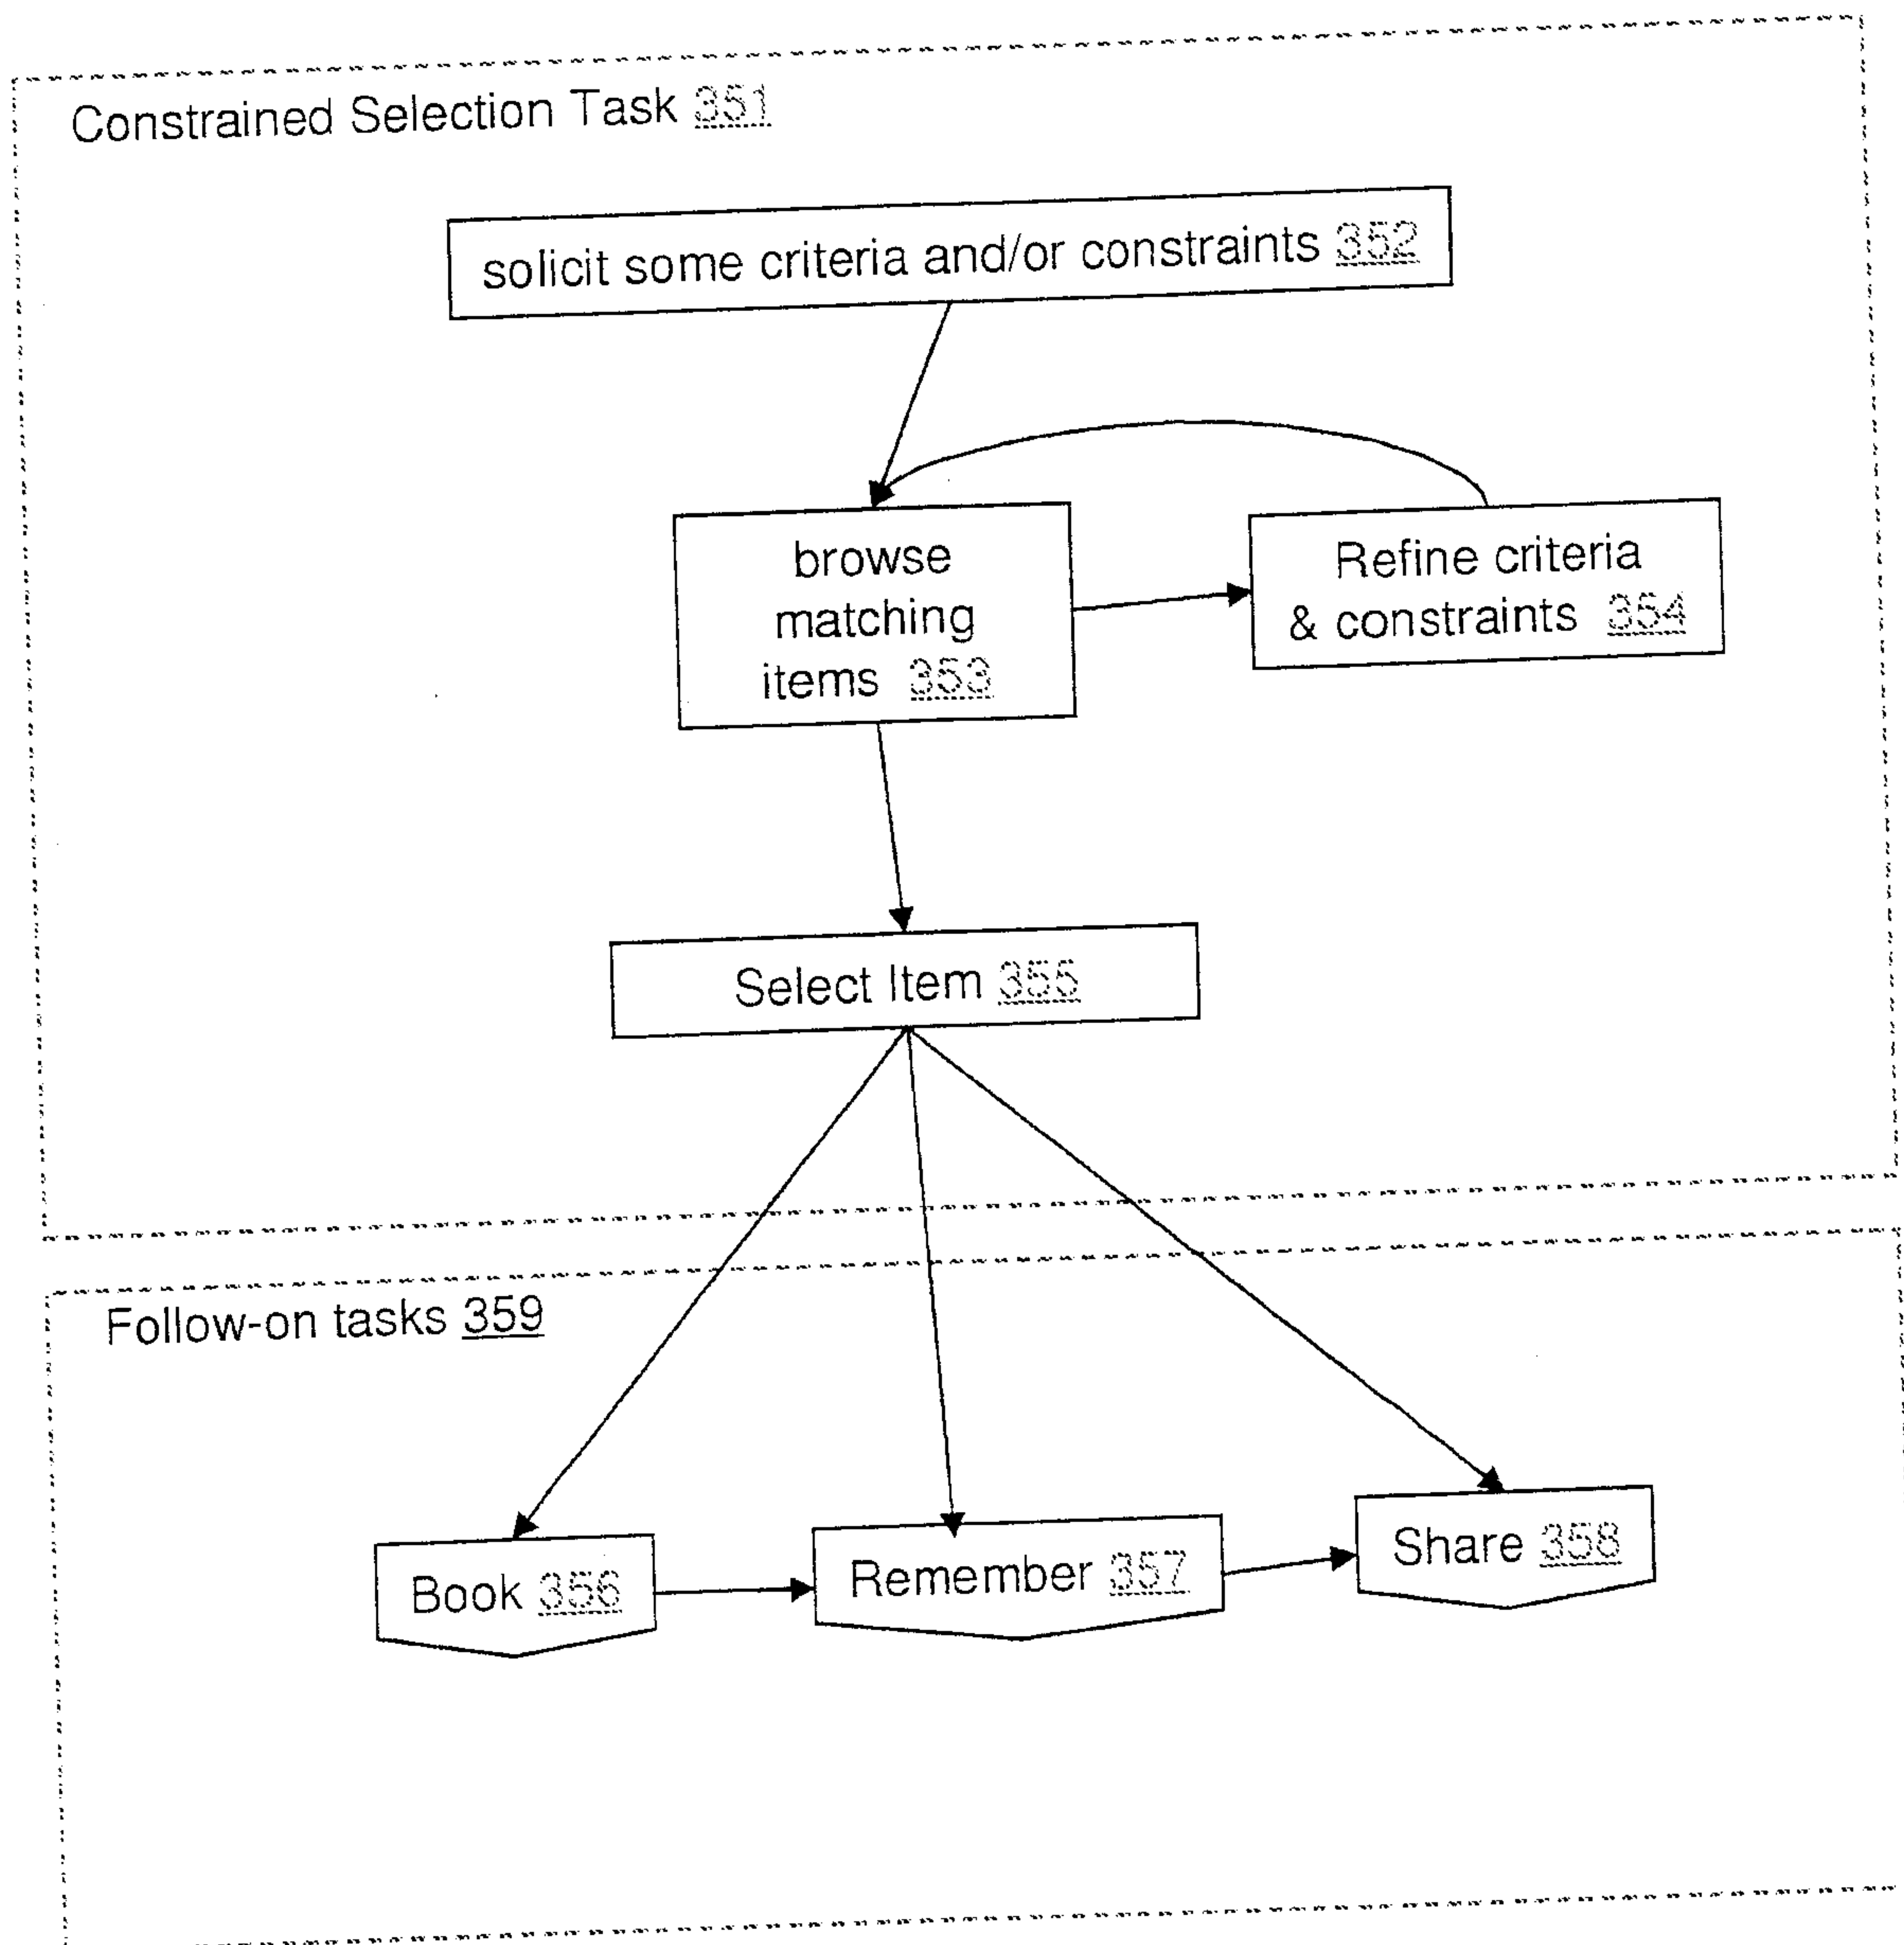 Constrained Selection Task 351
solicit some criteria and/or constraints 352
browse
matching
items 353
Refine criteria
& constraints 354
Select Item 355
Follow-on tasks 359
Book 356
Remember 357
Share 358